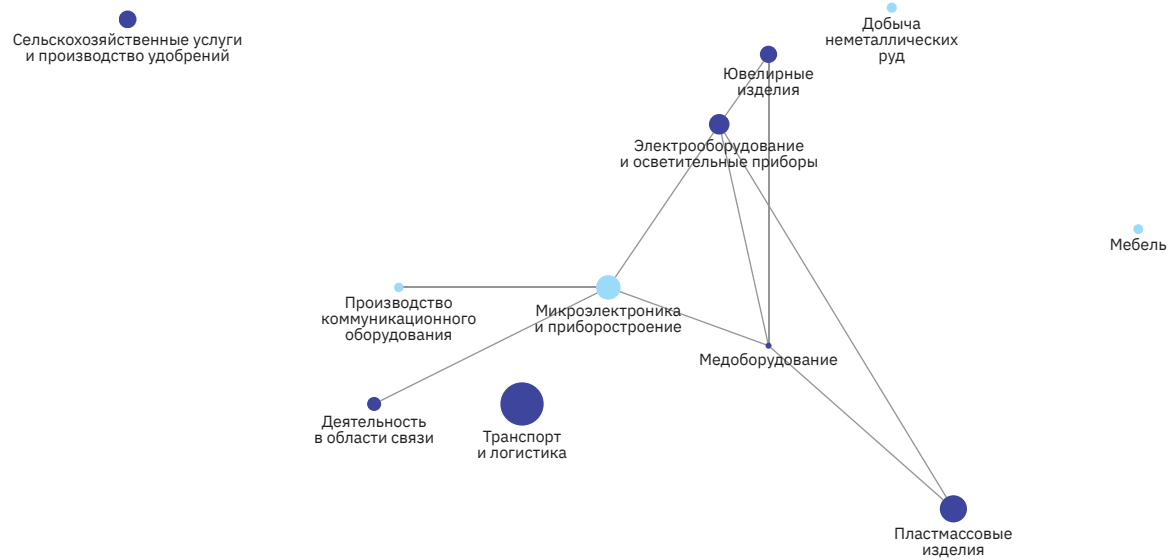 Сельскохозяйственные услуги
и производство удобрений
Добыча
неметаллических
руд
Ювелирные
изделия
Электрооборудование
и осветительные приборы
Мебель
Производство
коммуникационного
оборудования
Микроэлектроника
и приборостроение
Медоборудование
Деятельность
в области связи
Транспорт
и логистика
Пластмассовые
изделия